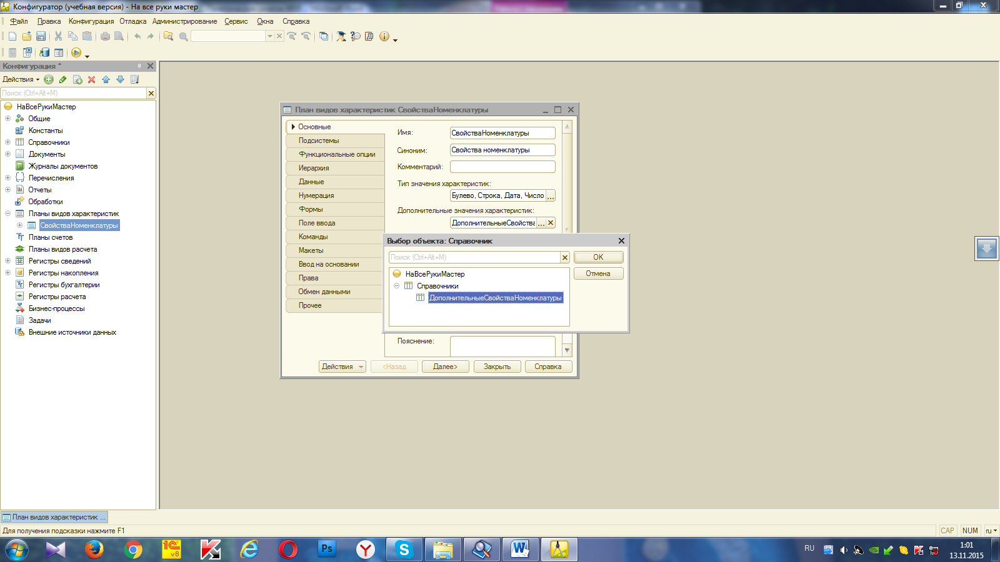 Конфигуратор (учебная версия) - На все руки мастер
Файл Правка Конфигурация Отладка Администрирование Сервис Окна Справка
Конфигурация *
Действия
Поиск (Ctrl+Alt+M)
НаВсеРукиМастер
Общие
Константы
Справочники
Документы
Журналы документов
Перечисления
Отчеты
Обработки
Планы видов характеристик
СвойстваНоменклатуры
Планы счетов
Планы видов расчета
Регистры сведений
Регистры накопления
Регистры бухгалтерии
Регистры расчета
Бизнес-процессы
Задачи
Внешние источники данных
План видов характеристик СвойстваНоменклатуры
Основные
Подсистемы
Функциональные опции
Иерархия
Данные
Нумерация
Формы
Поле ввода
Команды
Макеты
Ввод на основании
Права
Обмен данными
Прочее
Имя: СвойстваНоменклатуры
Синоним: Свойства номенклатуры
Комментарий:
Тип значения характеристик:
Булево, Строка, Дата, Число ...
Дополнительные значения характеристик:
ДополнительныеСвойства ...
Выбор объекта: Справочник
Поиск (Ctrl+Alt+M)
OK
Отмена
НаВсеРукиМастер
Справочники
ДополнительныеСвойстваНоменклатуры
Пояснение:
Действия <Назад Далее> Закрыть Справка
План видов характеристик ...
Для получения подсказки нажмите F1
CAP NUM ru
1С v8
Ps
RU
1:01
13.11.2015